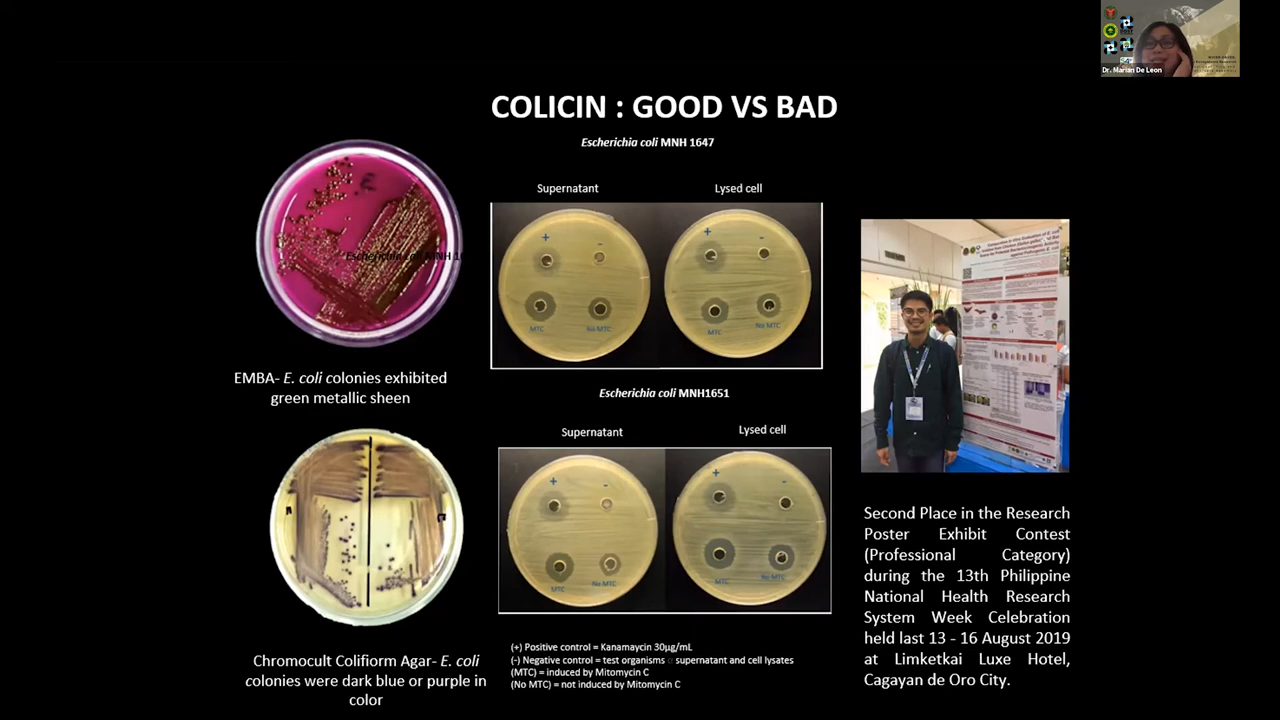 Dr. Marian De Leon
COLICIN : GOOD VS BAD
Escherichia coli MNH 1647
Supernatant
Lysed cell
+
-
MTC
No MTC
+
-
MTC
No MTC
Escherichia coli MNH 1
EMBA- E. coli colonies exhibited
green metallic sheen
Escherichia coli MNH1651
Supernatant
Lysed cell
+
-
MTC
No MTC
+
-
MTC
No MTC
Chromocult Colifiorm Agar- E. coli
colonies were dark blue or purple in
color
(+) Positive control = Kanamaycin 30µg/mL
(-) Negative control = test organisms supernatant and cell lysates
(MTC) = induced by Mitomycin C
(No MTC) = not induced by Mitomycin C
Second Place in the Research
Poster Exhibit Contest
(Professional Category)
during the 13th Philippine
National Health Research
System Week Celebration
held last 13 - 16 August 2019
at Limketkai Luxe Hotel,
Cagayan de Oro City.